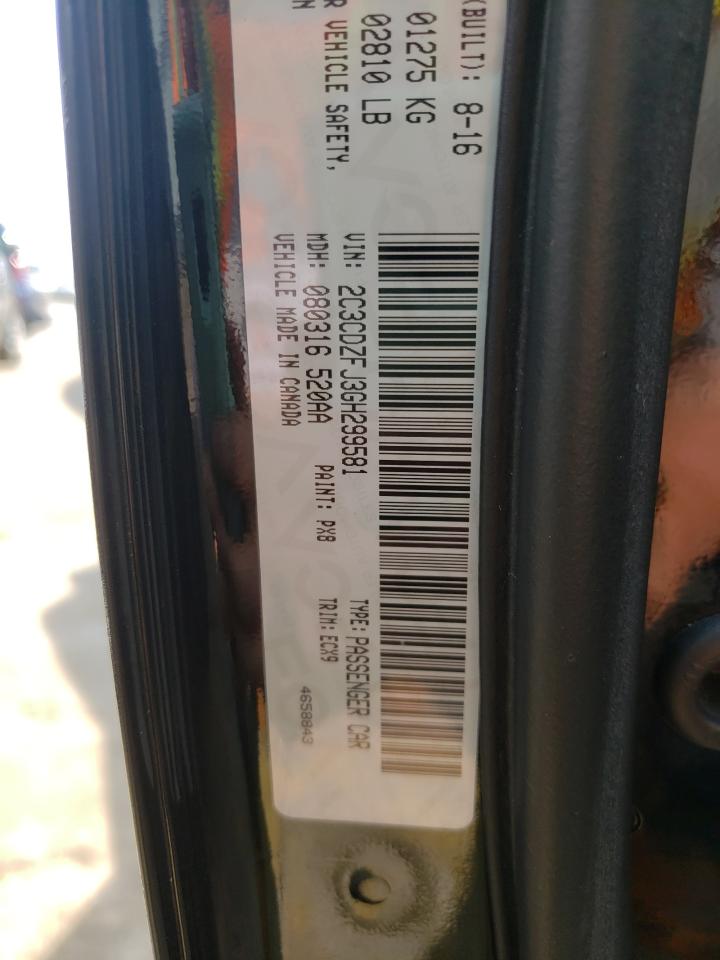 (BUILT): 8-16
01275 KG
02810 LB
R VEHICLE SAFETY,
N
VIN: 2C3CDZFJ3GH299581
TYPE: PASSENGER CAR
MDH: 080316 520AA PAINT: PX8 TRIM: ECX9
VEHICLE MADE IN CANADA
4658843